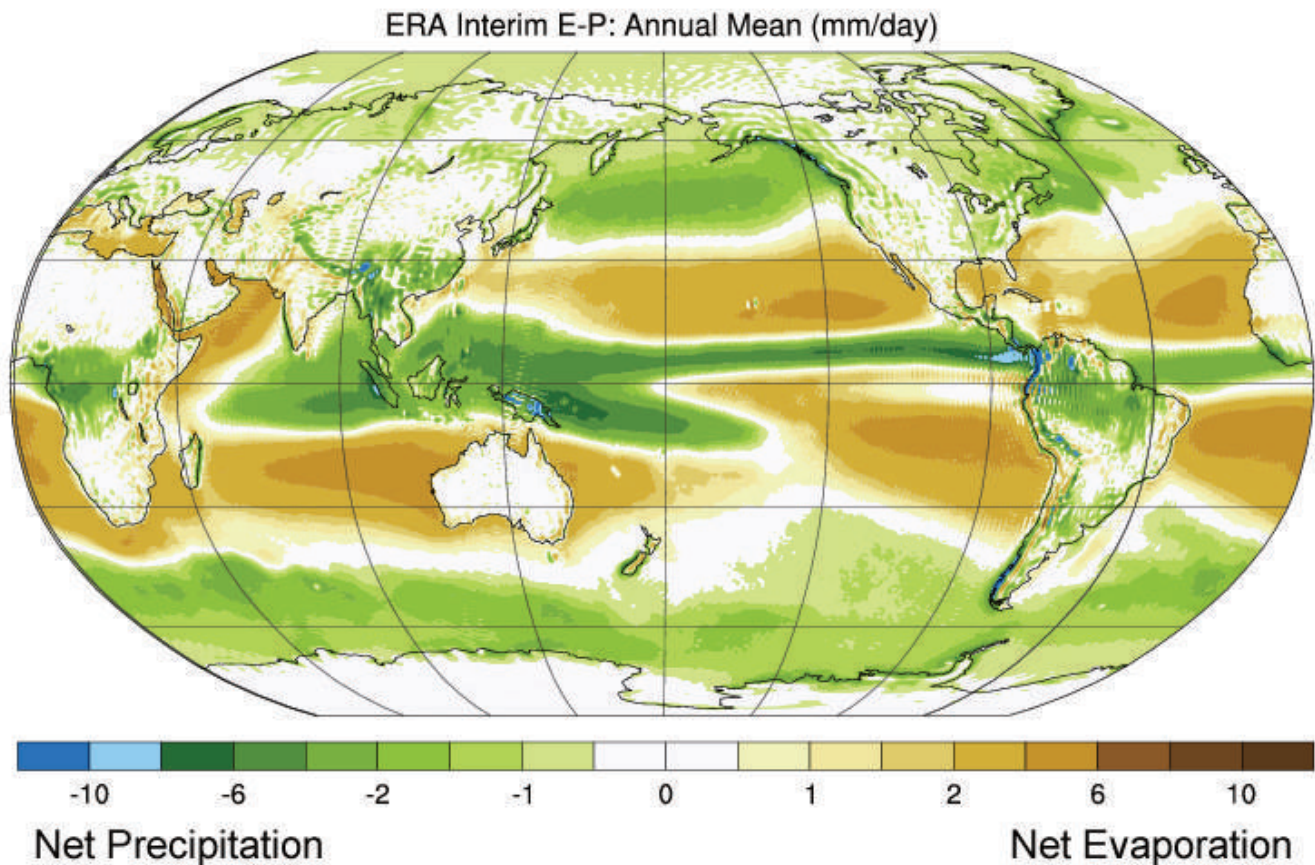 ERA Interim E-P: Annual Mean (mm/day)
-10 -6 -2 -1 0 1 2 6 10
Net Precipitation Net Evaporation